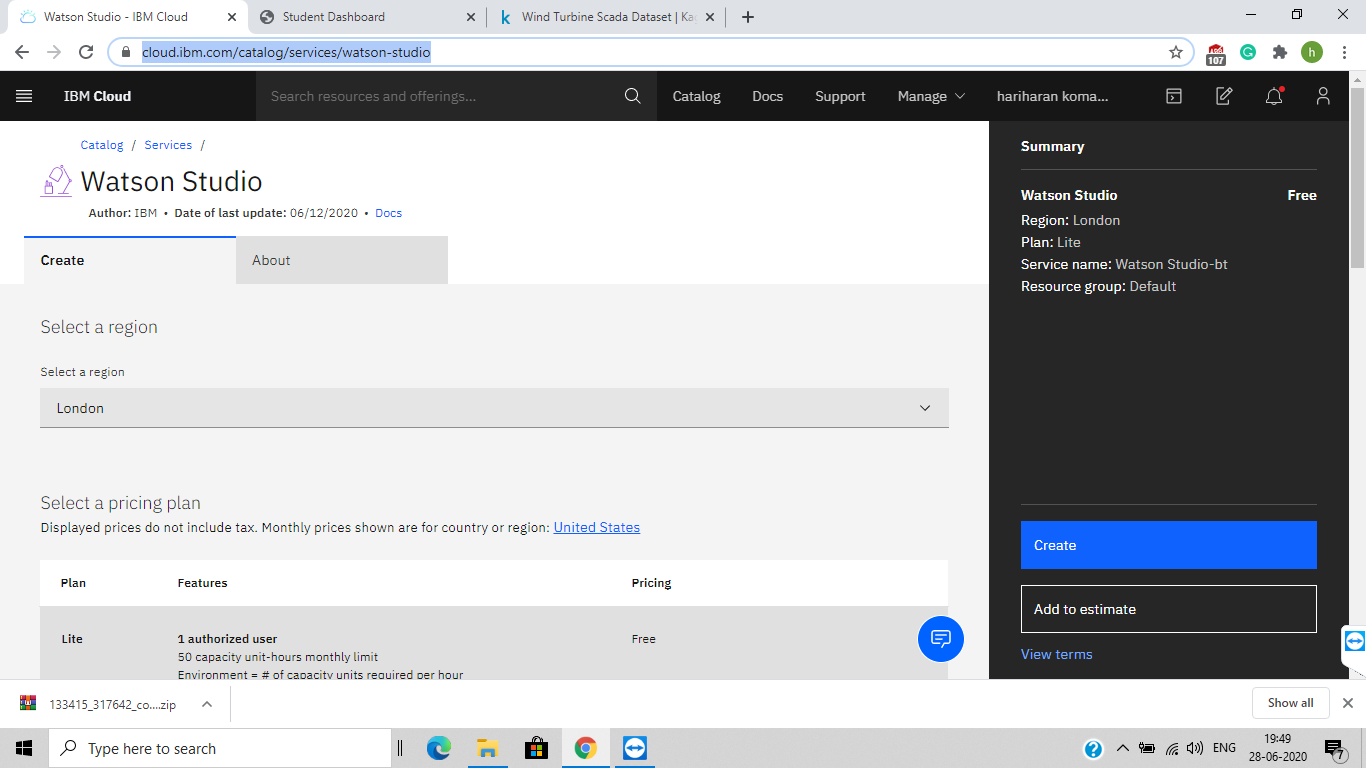 Watson Studio - IBM Cloud
Student Dashboard
k Wind Turbine Scada Dataset | Kag
cloud.ibm.com/catalog/services/watson-studio
107
h
IBM Cloud
Search resources and offerings...
Catalog
Docs
Support
Manage
hariharan koma...
Catalog / Services /
Watson Studio
Author: IBM • Date of last update: 06/12/2020 • Docs
Create
About
Select a region
Select a region
London
Select a pricing plan
Displayed prices do not include tax. Monthly prices shown are for country or region: United States
Plan Features Pricing
Lite 1 authorized user Free
50 capacity unit-hours monthly limit
Environment = # of capacity units required per hour
Summary
Watson Studio Free
Region: London
Plan: Lite
Service name: Watson Studio-bt
Resource group: Default
Create
Add to estimate
View terms
133415_317642_co....zip
Show all
Type here to search
ENG
19:49
28-06-2020
7